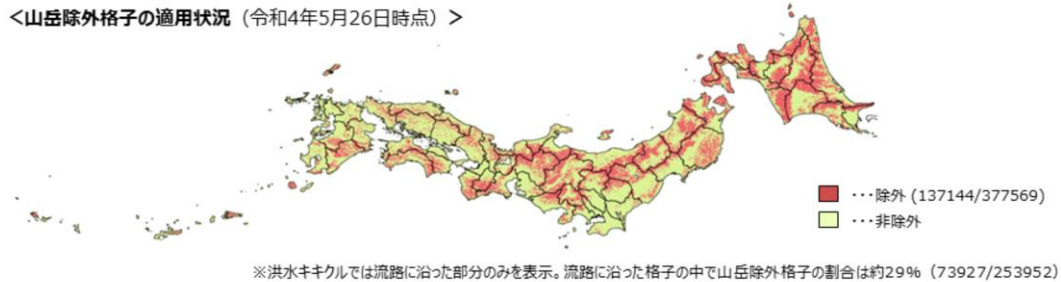 <山岳除外格子の適用状況（令和4年5月26日時点）>
・・・除外 (137144/377569)
・・・非除外
※洪水キキクルでは流路に沿った部分のみを表示。流路に沿った格子の中で山岳除外格子の割合は約29%（73927/253952）